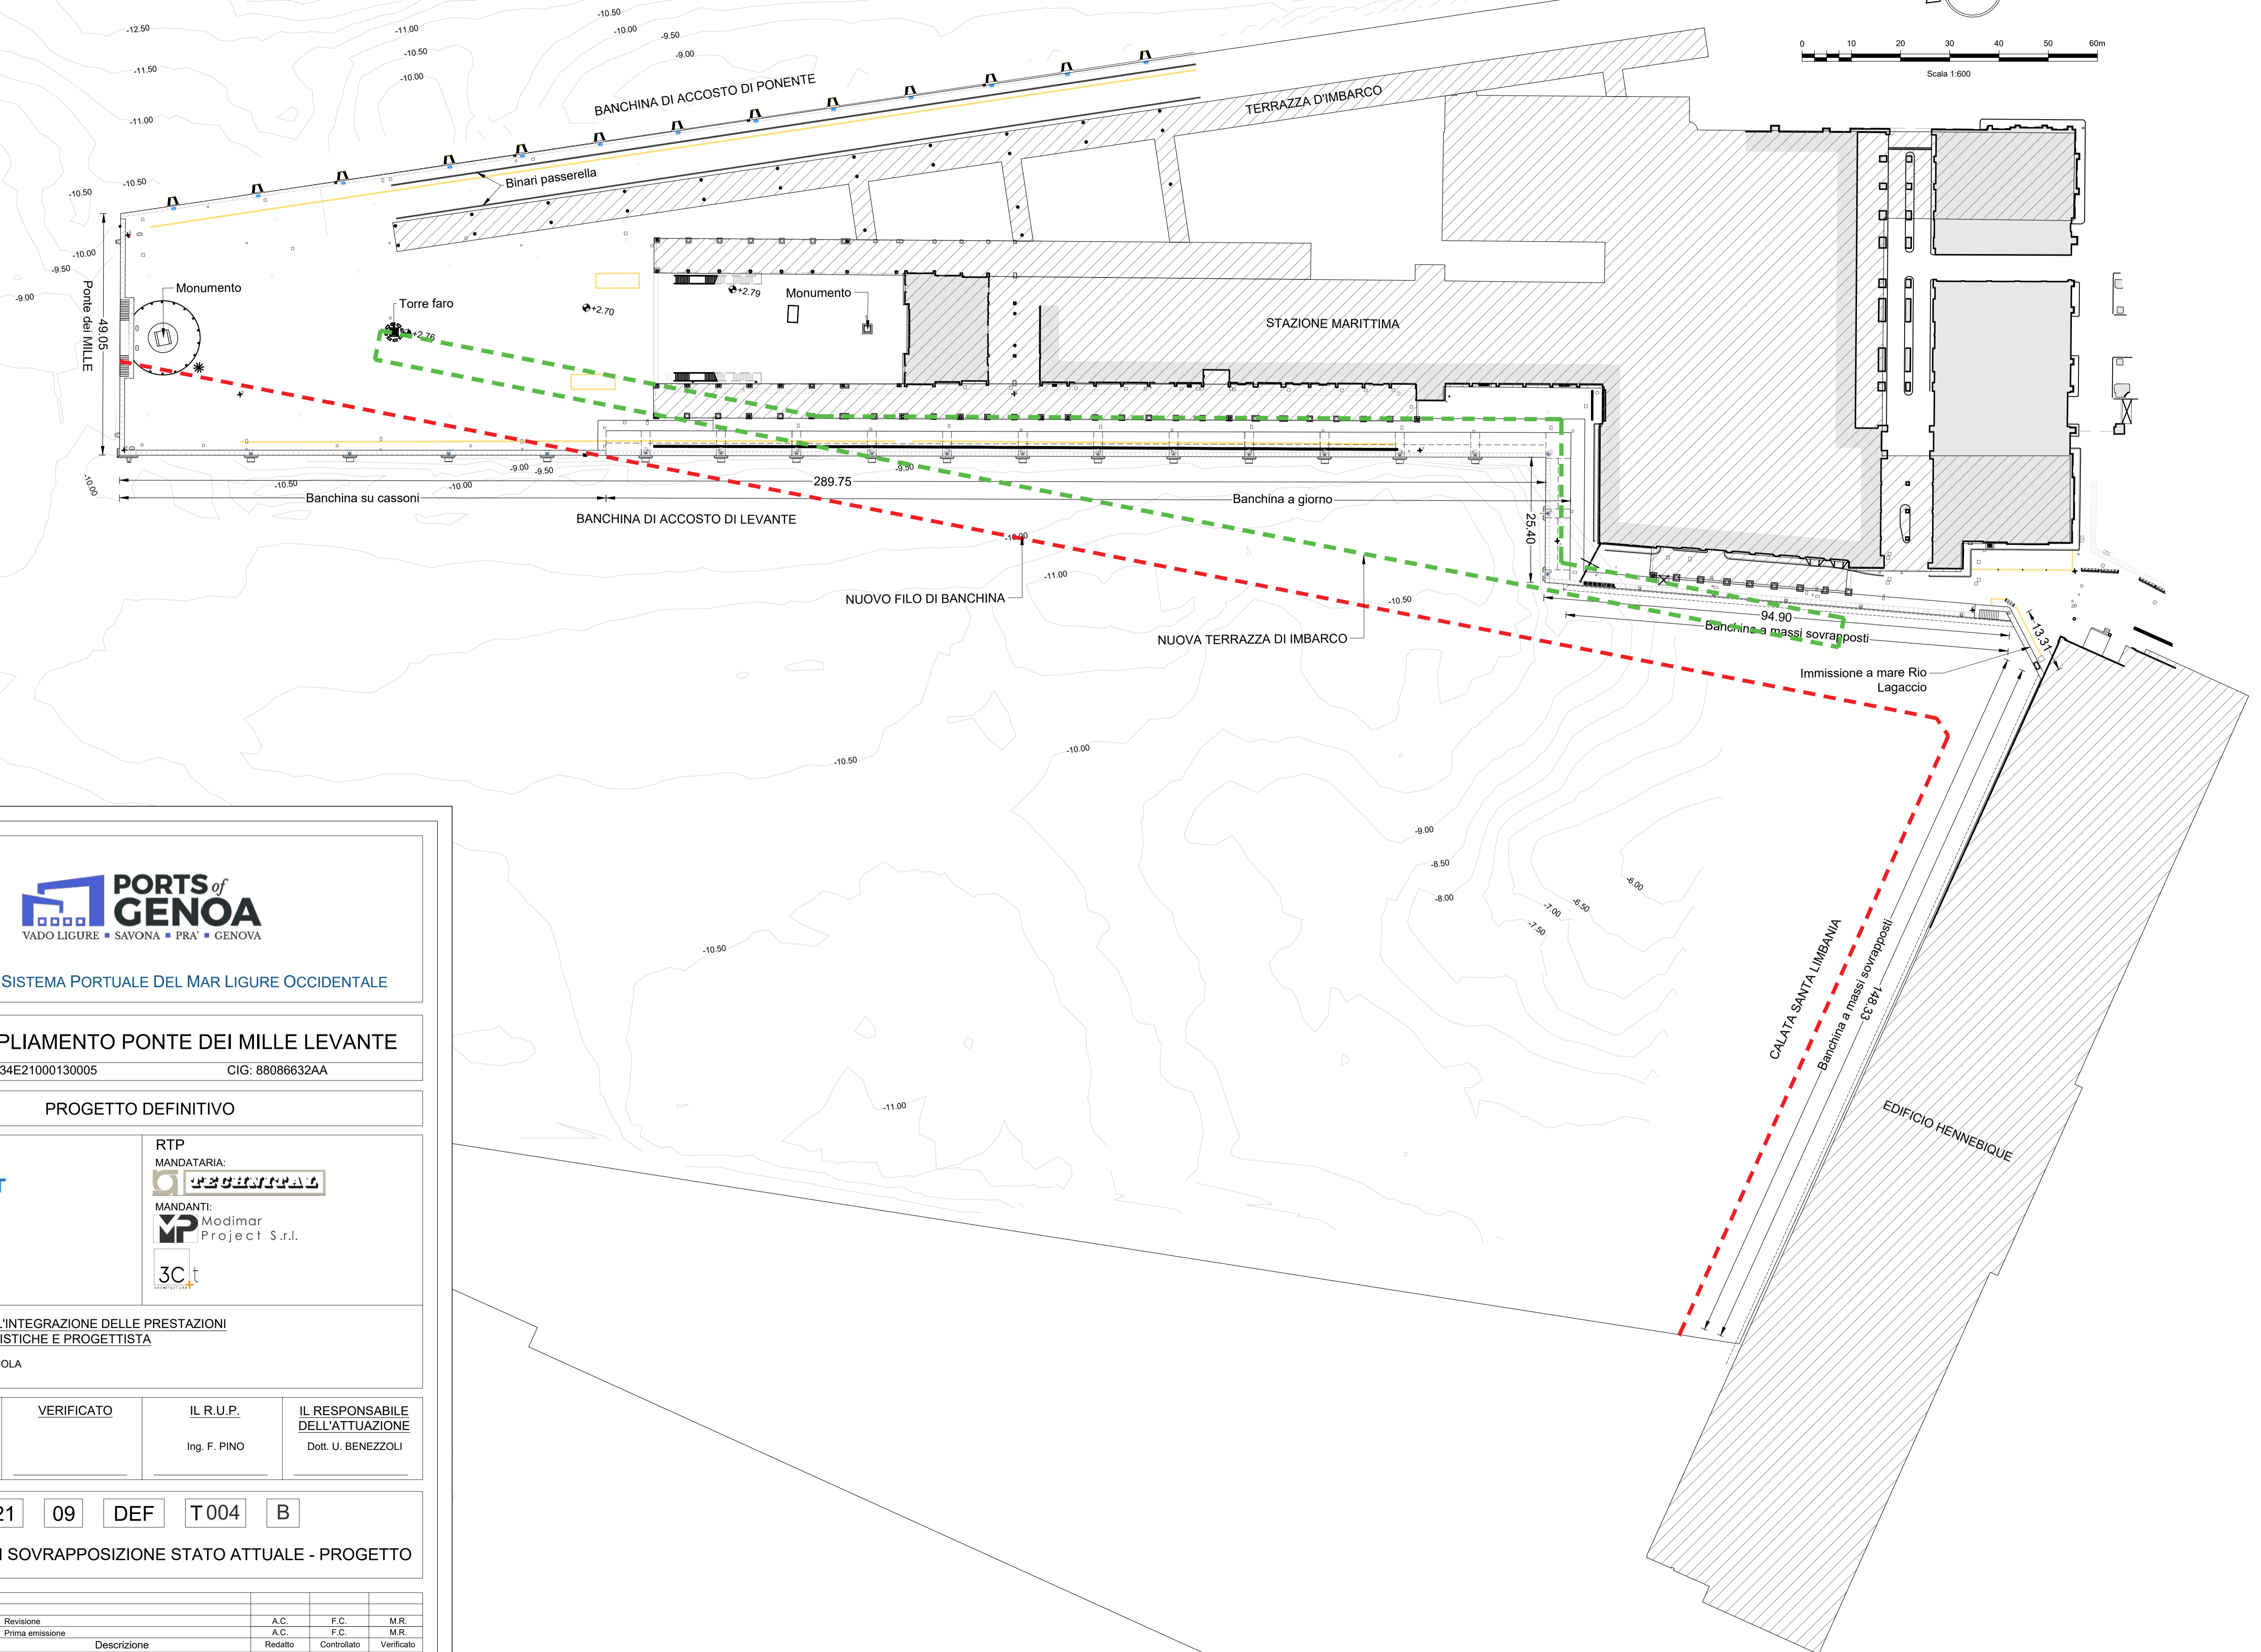 -12.50
-11.00
-10.50
-10.50
-10.00
-9.50
-9.00
-11.50
-10.50
-10.00
-11.00
0 10 20 30 40 50 60m
Scala 1:600
BANCHINA DI ACCOSTO DI PONENTE
TERRAZZA D'IMBARCO
Binari passerella
-10.50
-10.50
-10.00
-9.50
-9.00
Ponte dei MILLE
49.05
Monumento
Torre faro
+2.76
+2.70
+2.79
Monumento
STAZIONE MARITTIMA
-10.00
-10.50
-10.00
-9.00
-9.50
-9.50
289.75
Banchina su cassoni
Banchina a giorno
BANCHINA DI ACCOSTO DI LEVANTE
25.40
-10.00
-11.00
-10.50
NUOVO FILO DI BANCHINA
NUOVA TERRAZZA DI IMBARCO
94.90
Banchina a massi sovrapposti
13.31
Immissione a mare Rio
Lagaccio
-10.50
-10.00
-9.00
-8.50
-8.00
-7.00
-6.50
-7.50
-6.00
-10.50
-11.00
CALATA SANTA LIMBANIA
Banchina a massi sovrapposti
148.33
EDIFICIO HENNEBIQUE
PORTS of
GENOA
VADO LIGURE ▪ SAVONA ▪ PRA' ▪ GENOVA
SISTEMA PORTUALE DEL MAR LIGURE OCCIDENTALE
PLIAMENTO PONTE DEI MILLE LEVANTE
34E21000130005 CIG: 88086632AA
PROGETTO DEFINITIVO
RTP
MANDATARIA:
TECHNITAL
MANDANTI:
MP Modimar
Project S.r.l.
3C+t
ARCHITETTURA
L'INTEGRAZIONE DELLE PRESTAZIONI
ISTICHE E PROGETTISTA
OLA
VERIFICATO
IL R.U.P.
Ing. F. PINO
IL RESPONSABILE
DELL'ATTUAZIONE
Dott. U. BENEZZOLI
21 09 DEF T004 B
I SOVRAPPOSIZIONE STATO ATTUALE - PROGETTO
Revisione A.C. F.C. M.R.
Prima emissione A.C. F.C. M.R.
Descrizione Redatto Controllato Verificato